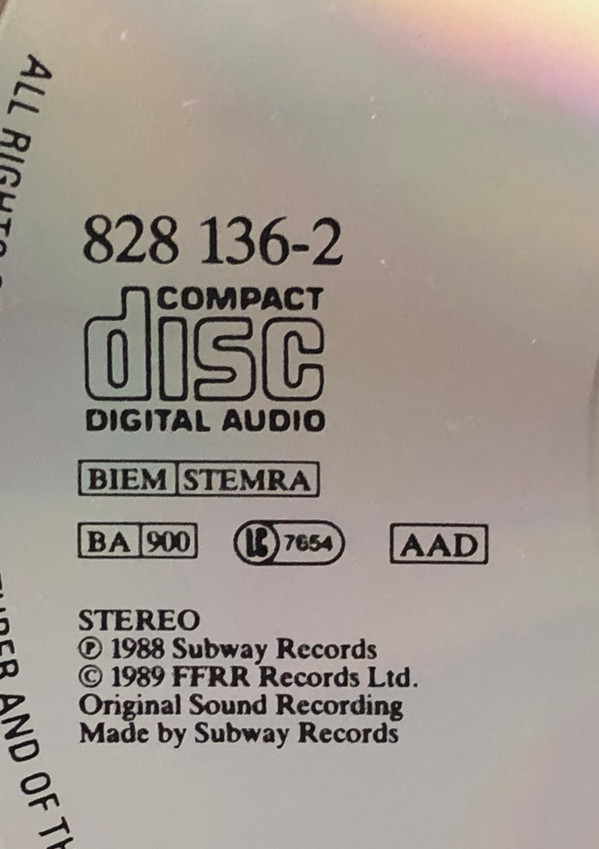 ALL RIGHTS
828 136-2
COMPACT
disc
DIGITAL AUDIO
BIEM STEMRA
BA 900 LC 7654 AAD
STEREO
℗ 1988 Subway Records
© 1989 FFRR Records Ltd.
Original Sound Recording
Made by Subway Records
AND OF